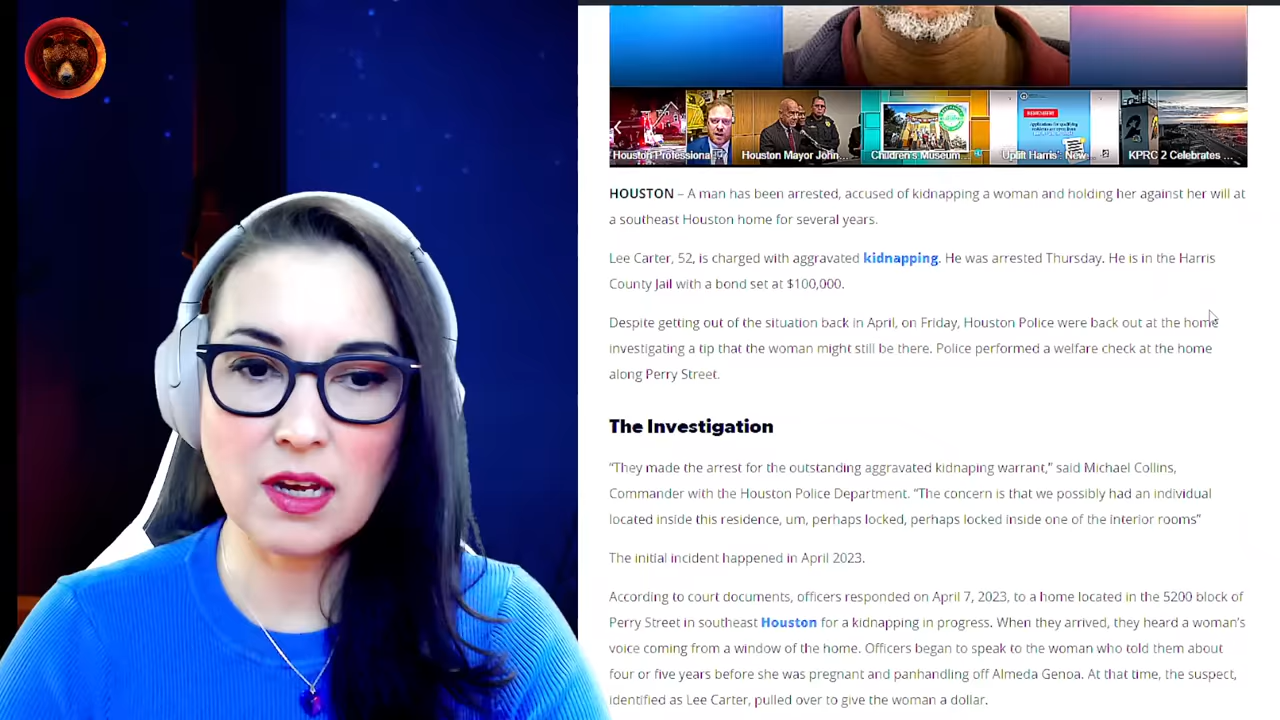 Houston Professional...
Houston Mayor John...
Children's Museum...
Uplift Harris': New...
KPRC 2 Celebrates ...
HOUSTON – A man has been arrested, accused of kidnapping a woman and holding her against her will at
a southeast Houston home for several years.
Lee Carter, 52, is charged with aggravated kidnapping. He was arrested Thursday. He is in the Harris
County Jail with a bond set at $100,000.
Despite getting out of the situation back in April, on Friday, Houston Police were back out at the home
investigating a tip that the woman might still be there. Police performed a welfare check at the home
along Perry Street.
The Investigation
“They made the arrest for the outstanding aggravated kidnaping warrant,” said Michael Collins,
Commander with the Houston Police Department. “The concern is that we possibly had an individual
located inside this residence, um, perhaps locked, perhaps locked inside one of the interior rooms”
The initial incident happened in April 2023.
According to court documents, officers responded on April 7, 2023, to a home located in the 5200 block of
Perry Street in southeast Houston for a kidnapping in progress. When they arrived, they heard a woman’s
voice coming from a window of the home. Officers began to speak to the woman who told them about
four or five years before she was pregnant and panhandling off Almeda Genoa. At that time, the suspect,
identified as Lee Carter, pulled over to give the woman a dollar.